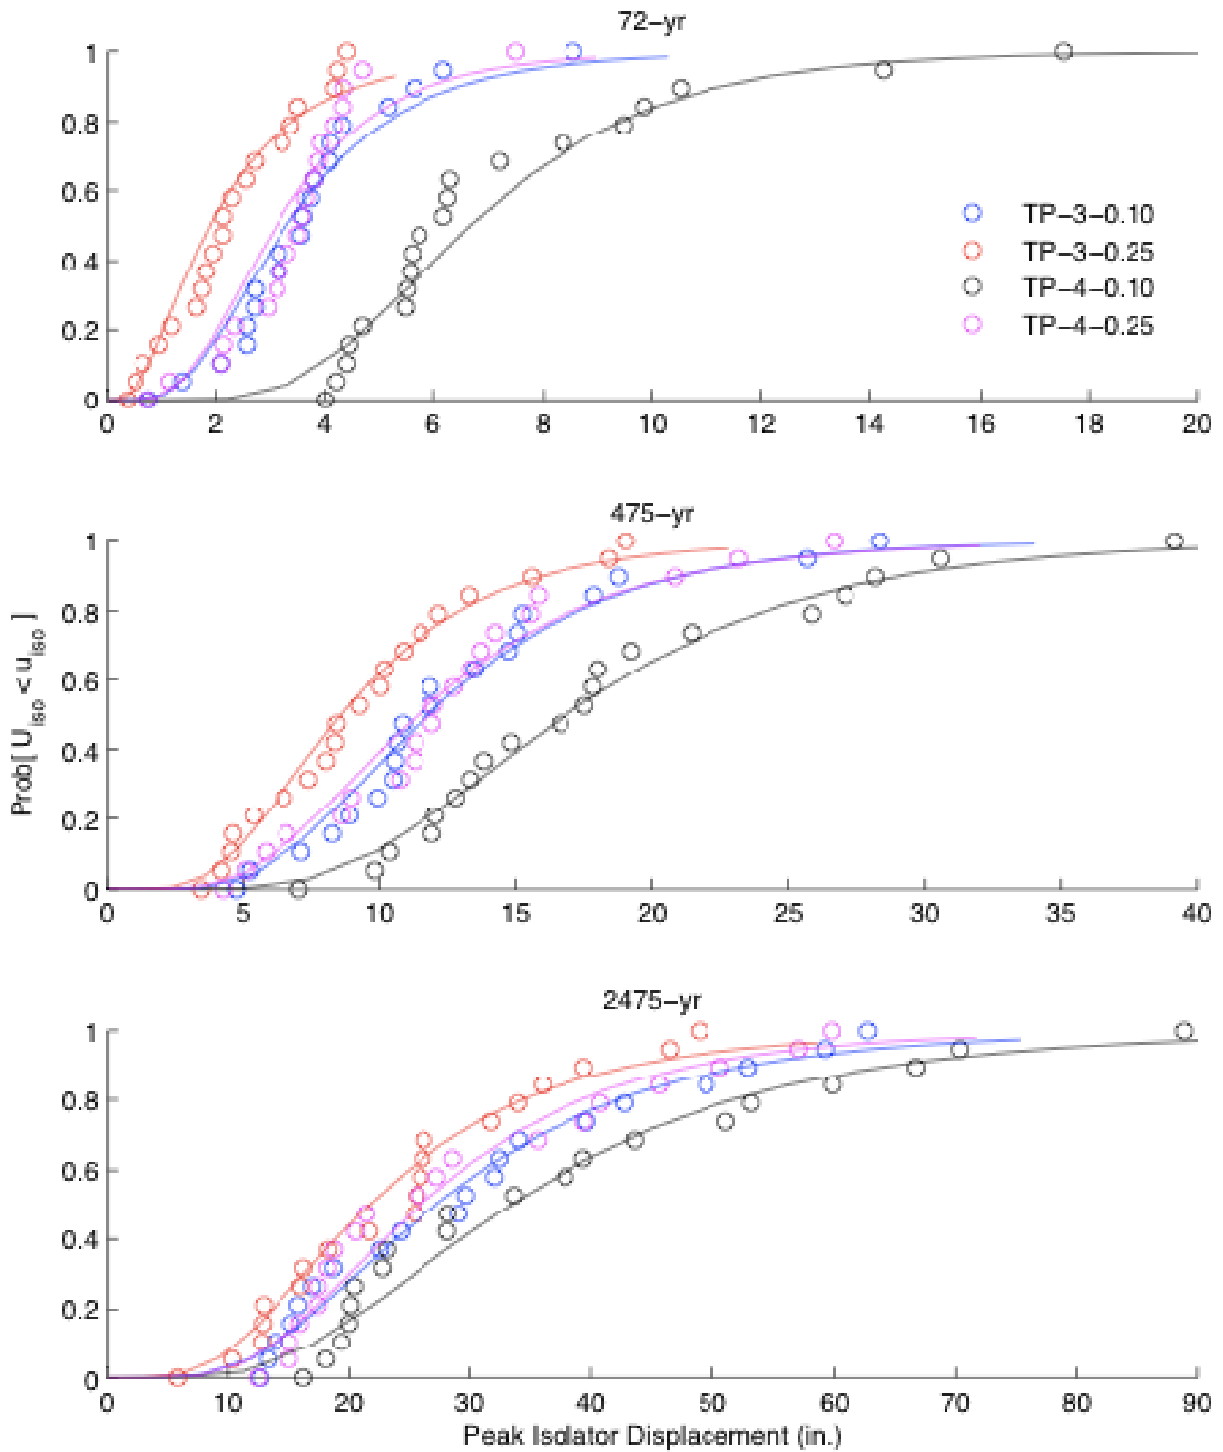 72-yr
1
0.8
0.6
0.4
0.2
0
0 2 4 6 8 10 12 14 16 18 20
TP-3-0.10
TP-3-0.25
TP-4-0.10
TP-4-0.25
475-yr
1
0.8
0.6
0.4
0.2
0
0 5 10 15 20 25 30 35 40
Prob[ U_iso < u_iso ]
2475-yr
1
0.8
0.6
0.4
0.2
0
0 10 20 30 40 50 60 70 80 90
Peak Isolator Displacement (in.)